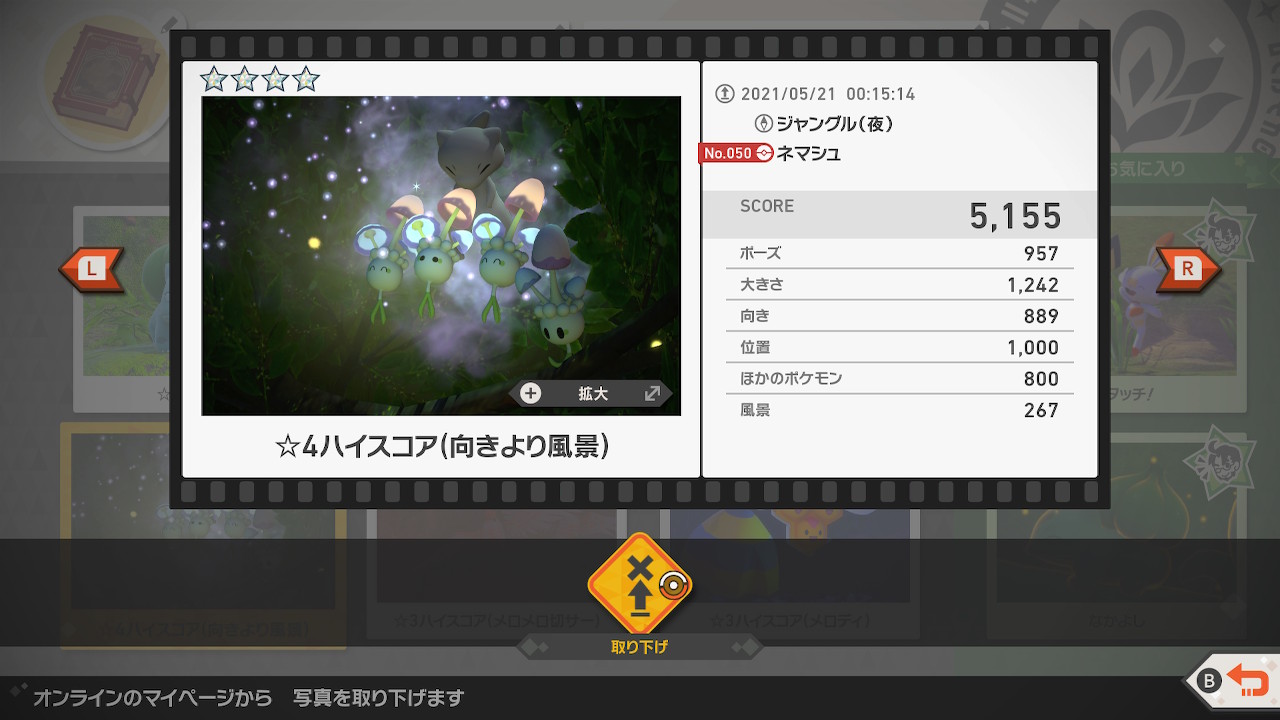 2021/05/21 00:15:14
ジャングル(夜)
No.050 ネマシュ
SCORE 5,155
ポーズ 957
大きさ 1,242
向き 889
位置 1,000
ほかのポケモン 800
風景 267
拡大
☆4ハイスコア(向きより風景)
L
R
気に入り
タッチ!
☆3ハイスコア(メロメロ切サー)
☆3ハイスコア(メロディ)
取り下げ
B
オンラインのマイページから 写真を取り下げます